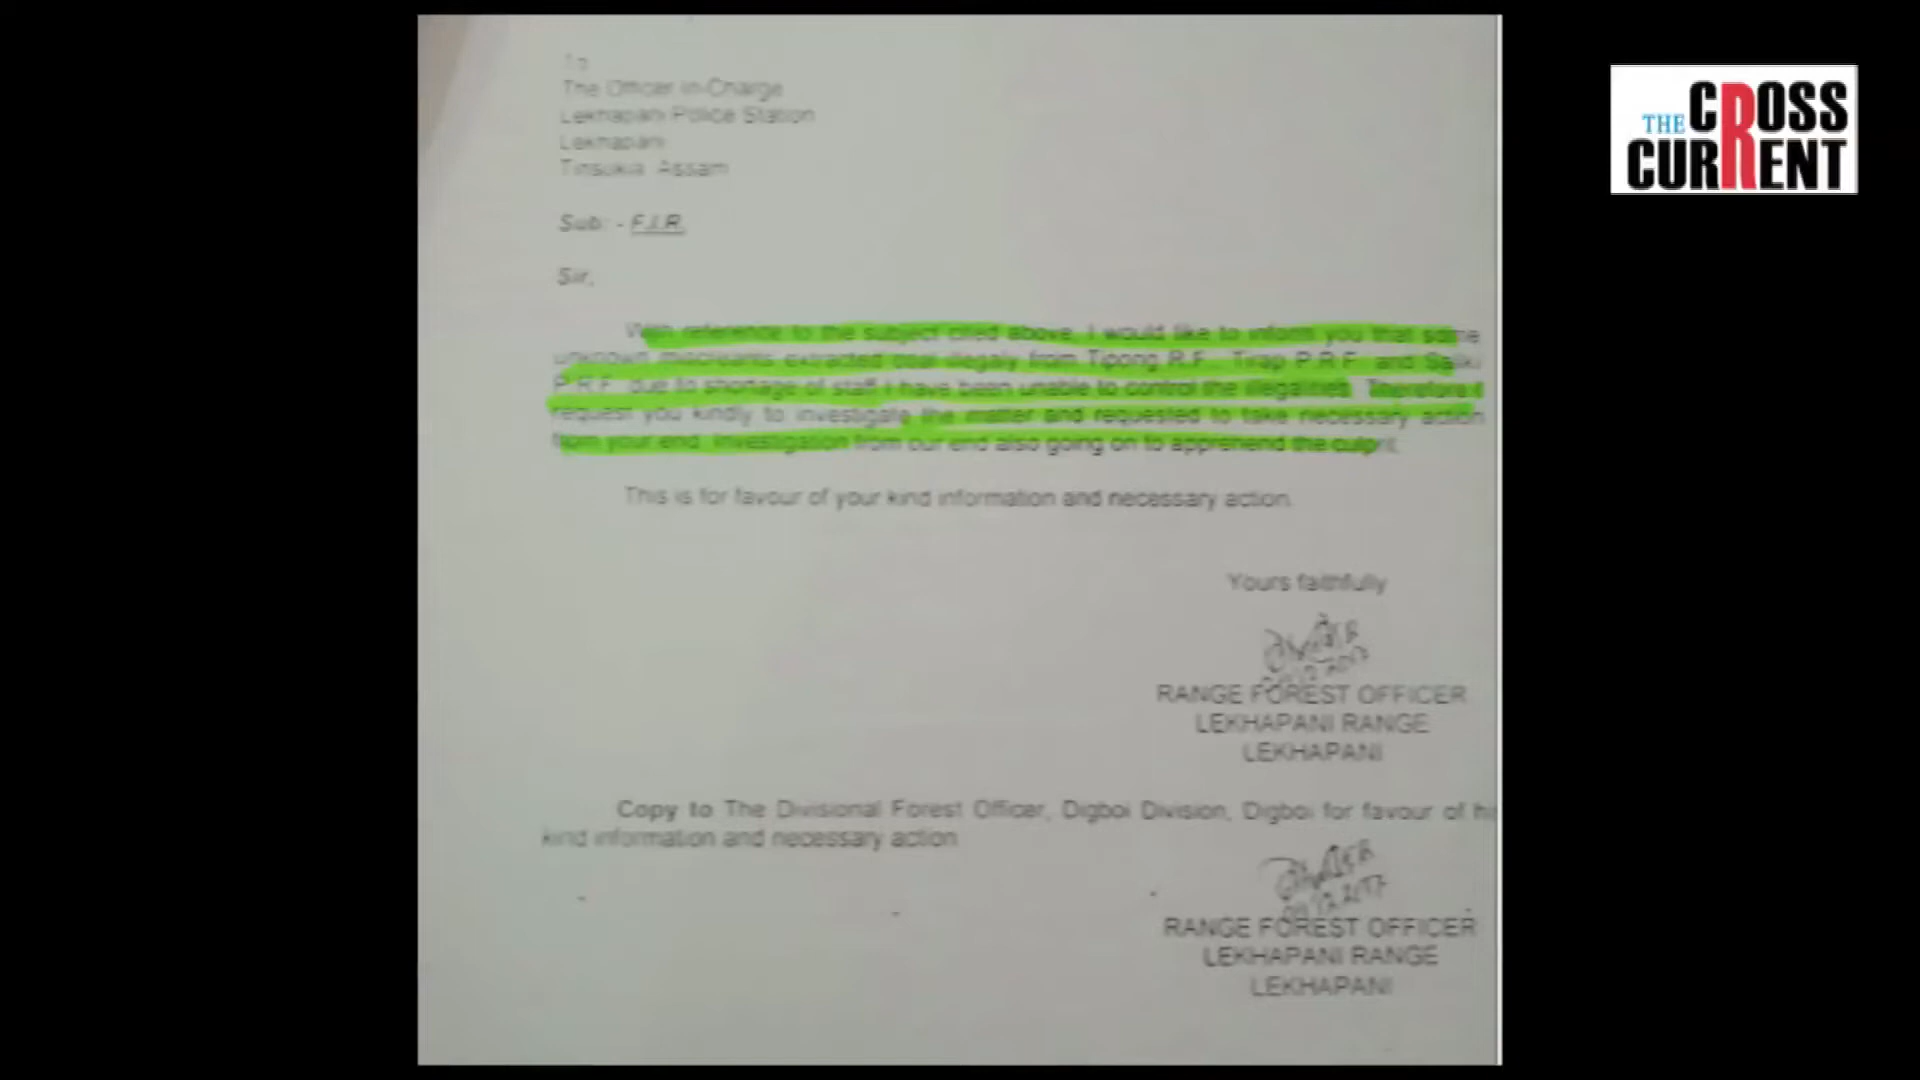 To
The Officer In-Charge
Lekhapani Police Station
Lekhapani
Tinsukia Assam
Sub: - F.I.R.
Sir,
With reference to the subject cited above, I would like to inform you that some
unknown miscreants extracted coal illegaly from Tipong R.F. Tirap P.R.F. and Saliki
P.R.F. due to shortage of staff I have been unable to control the illegalities. Therefore I
request you kindly to investigate the matter and requested to take necessary action
from your end. Investigation from our end also going on to apprehend the culprit.
This is for favour of your kind information and necessary action.
Yours faithfully
RANGE FOREST OFFICER
LEKHAPANI RANGE
LEKHAPANI
Copy to The Divisional Forest Officer, Digboi Division, Digboi for favour of hi
kind information and necessary action
RANGE FOREST OFFICER
LEKHAPANI RANGE
LEKHAPANI
THE CROSS
CURRENT